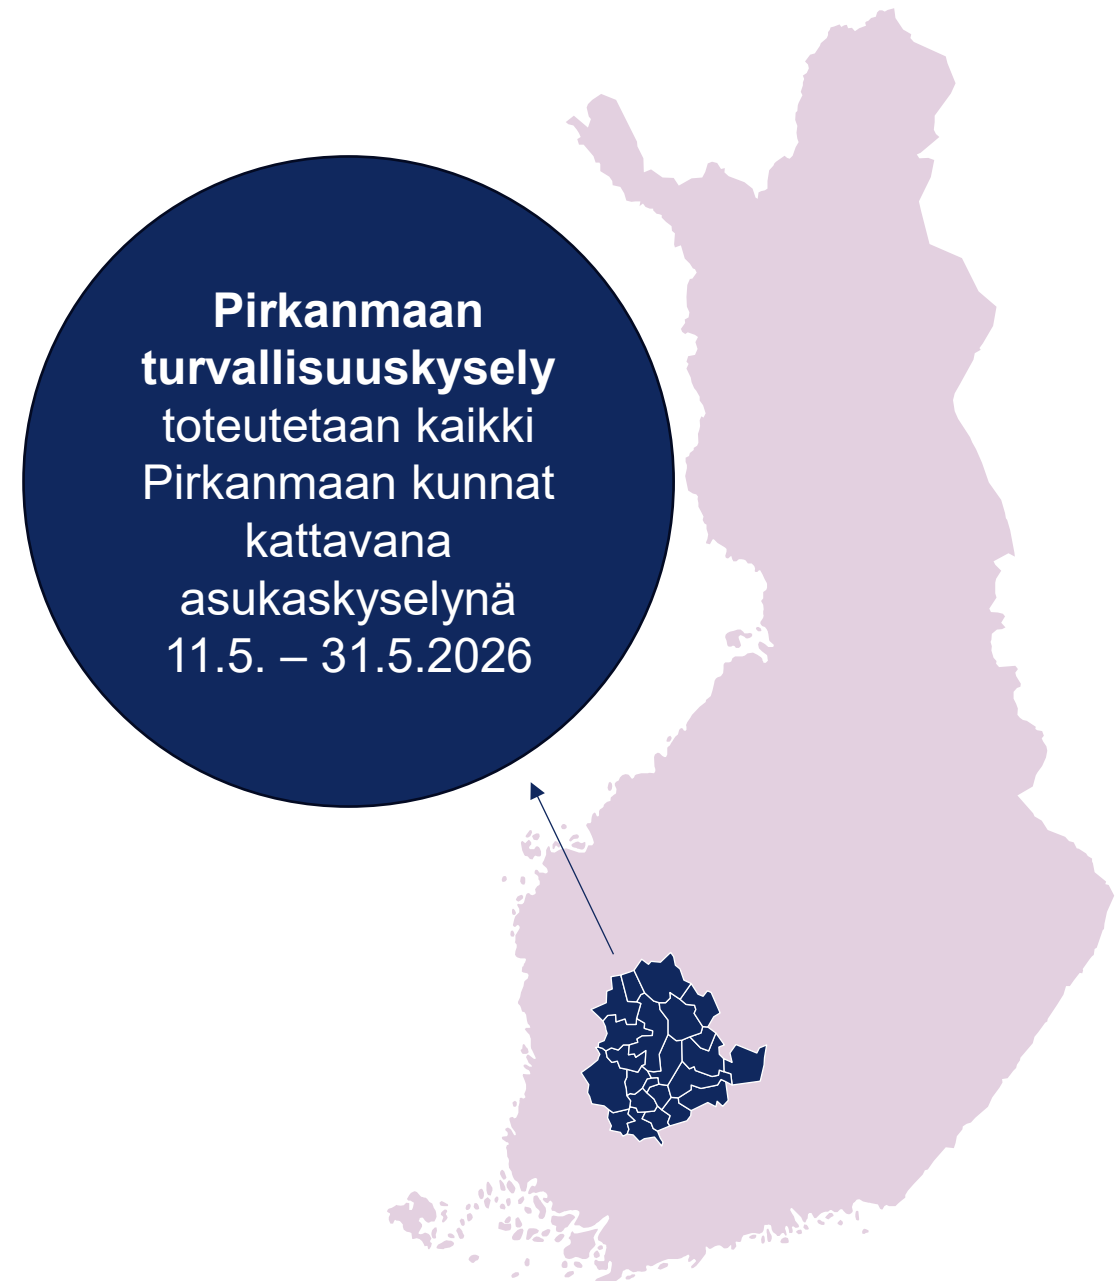 Pirkanmaan
turvallisuuskysely
toteutetaan kaikki
Pirkanmaan kunnat
kattavana
asukaskyselynä
11.5. – 31.5.2026